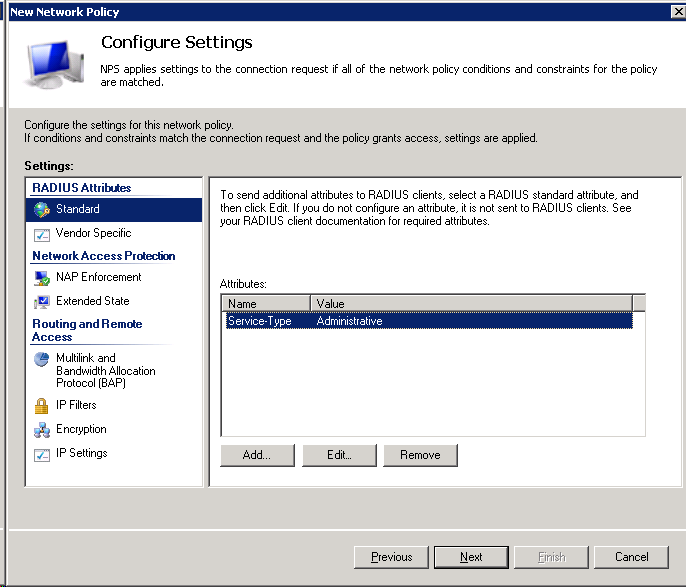 New Network Policy
Configure Settings
NPS applies settings to the connection request if all of the network policy conditions and constraints for the policy
are matched.
Configure the settings for this network policy.
If conditions and constraints match the connection request and the policy grants access, settings are applied.
Settings:
RADIUS Attributes
Standard
Vendor Specific
Network Access Protection
NAP Enforcement
Extended State
Routing and Remote
Access
Multilink and
Bandwidth Allocation
Protocol (BAP)
IP Filters
Encryption
IP Settings
To send additional attributes to RADIUS clients, select a RADIUS standard attribute, and
then click Edit. If you do not configure an attribute, it is not sent to RADIUS clients. See
your RADIUS client documentation for required attributes.
Attributes:
Name Value
Service-Type Administrative
Add... Edit... Remove
Previous Next Finish Cancel